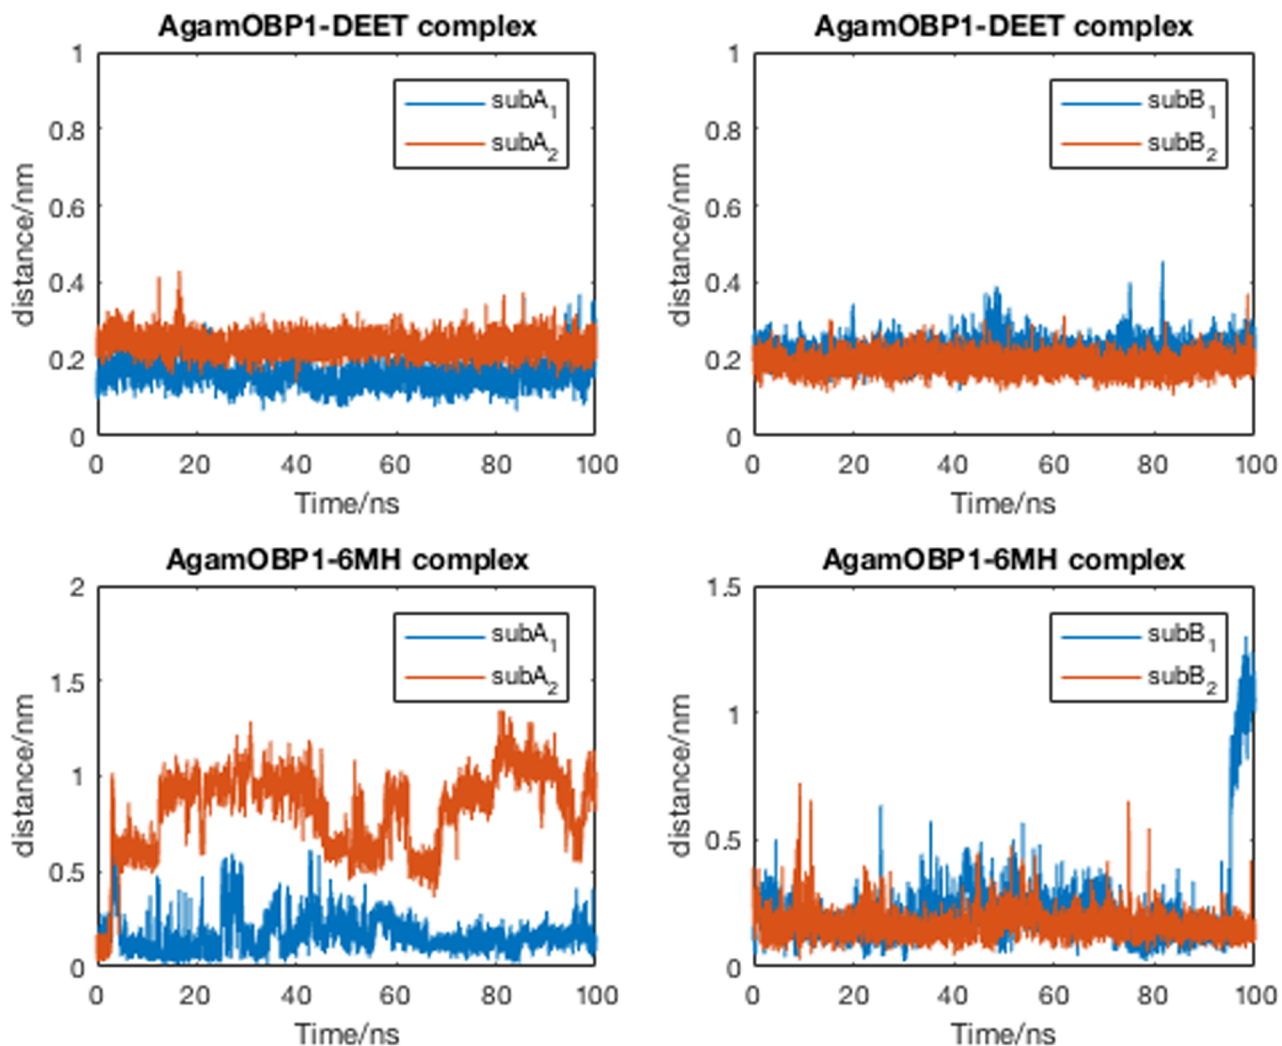 AgamOBP1-DEET complex
1
0.8
0.6
0.4
0.2
0
distance/nm
subA1
subA2
0 20 40 60 80 100
Time/ns
AgamOBP1-DEET complex
1
0.8
0.6
0.4
0.2
0
distance/nm
subB1
subB2
0 20 40 60 80 100
Time/ns
AgamOBP1-6MH complex
2
1.5
1
0.5
0
distance/nm
subA1
subA2
0 20 40 60 80 100
Time/ns
AgamOBP1-6MH complex
1.5
1
0.5
0
distance/nm
subB1
subB2
0 20 40 60 80 100
Time/ns